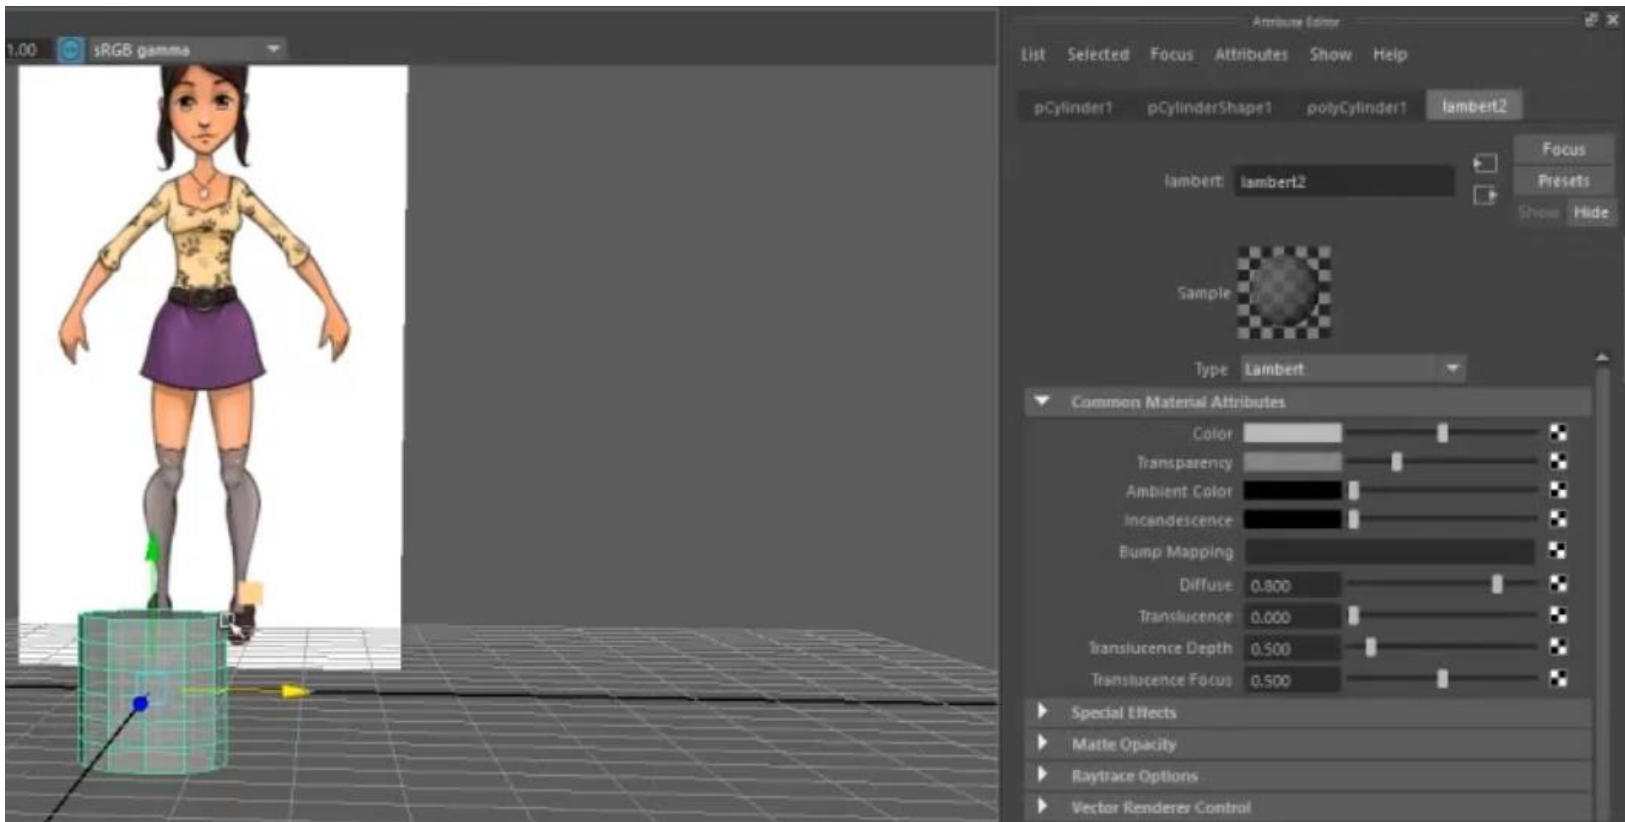 Attribute Editor
1.00 sRGB gamma
List Selected Focus Attributes Show Help
pCylinder1 pCylinderShape1 polyCylinder1 lambert2
Focus
lambert: lambert2
Presets
Show Hide
Sample
Type Lambert
Common Material Attributes
Color
Transparency
Ambient Color
Incandescence
Bump Mapping
Diffuse 0.800
Translucence 0.000
Translucence Depth 0.500
Translucence Focus 0.500
Special Effects
Matte Opacity
Raytrace Options
Vector Renderer Control